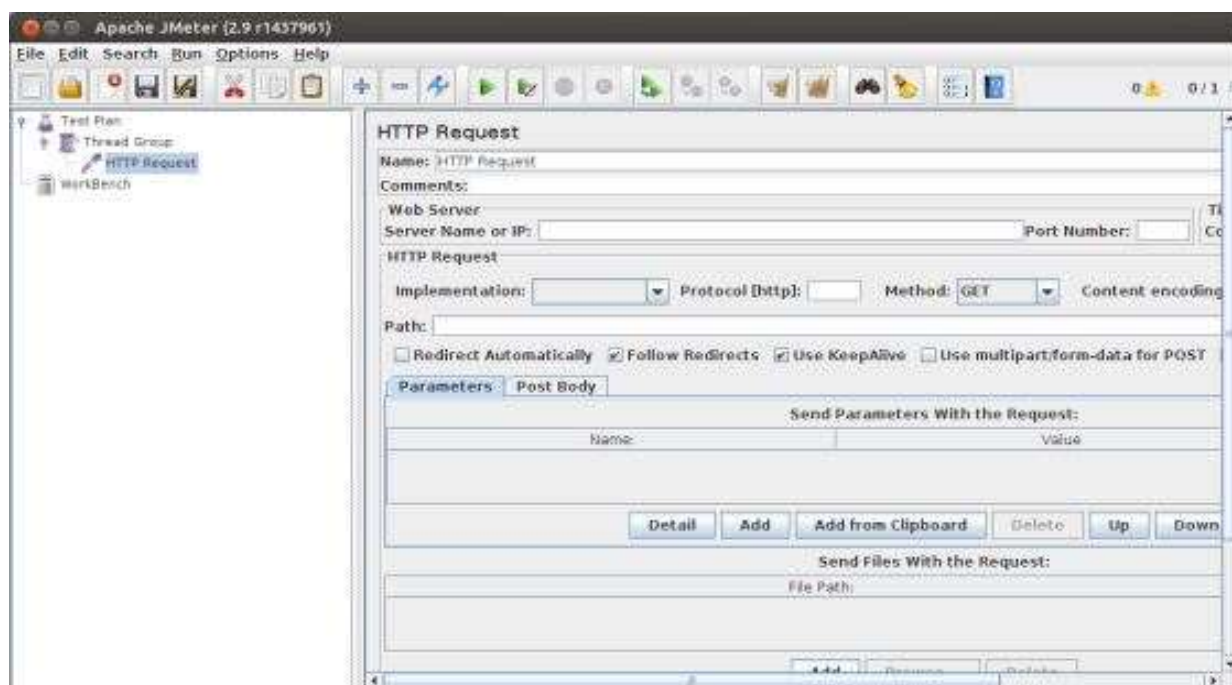 Apache JMeter (2.9 r1437961)
File Edit Search Run Options Help
0 0/1
Test Plan
Thread Group
HTTP Request
WorkBench
HTTP Request
Name: HTTP Request
Comments:
Web Server
Server Name or IP: Port Number:
HTTP Request
Implementation: Protocol [http]: Method: GET Content encoding
Path:
Redirect Automatically Follow Redirects Use KeepAlive Use multipart/form-data for POST
Parameters Post Body
Send Parameters With the Request:
Name: Value
Detail Add Add from Clipboard Delete Up Down
Send Files With the Request:
File Path:
Add Browse... Delete